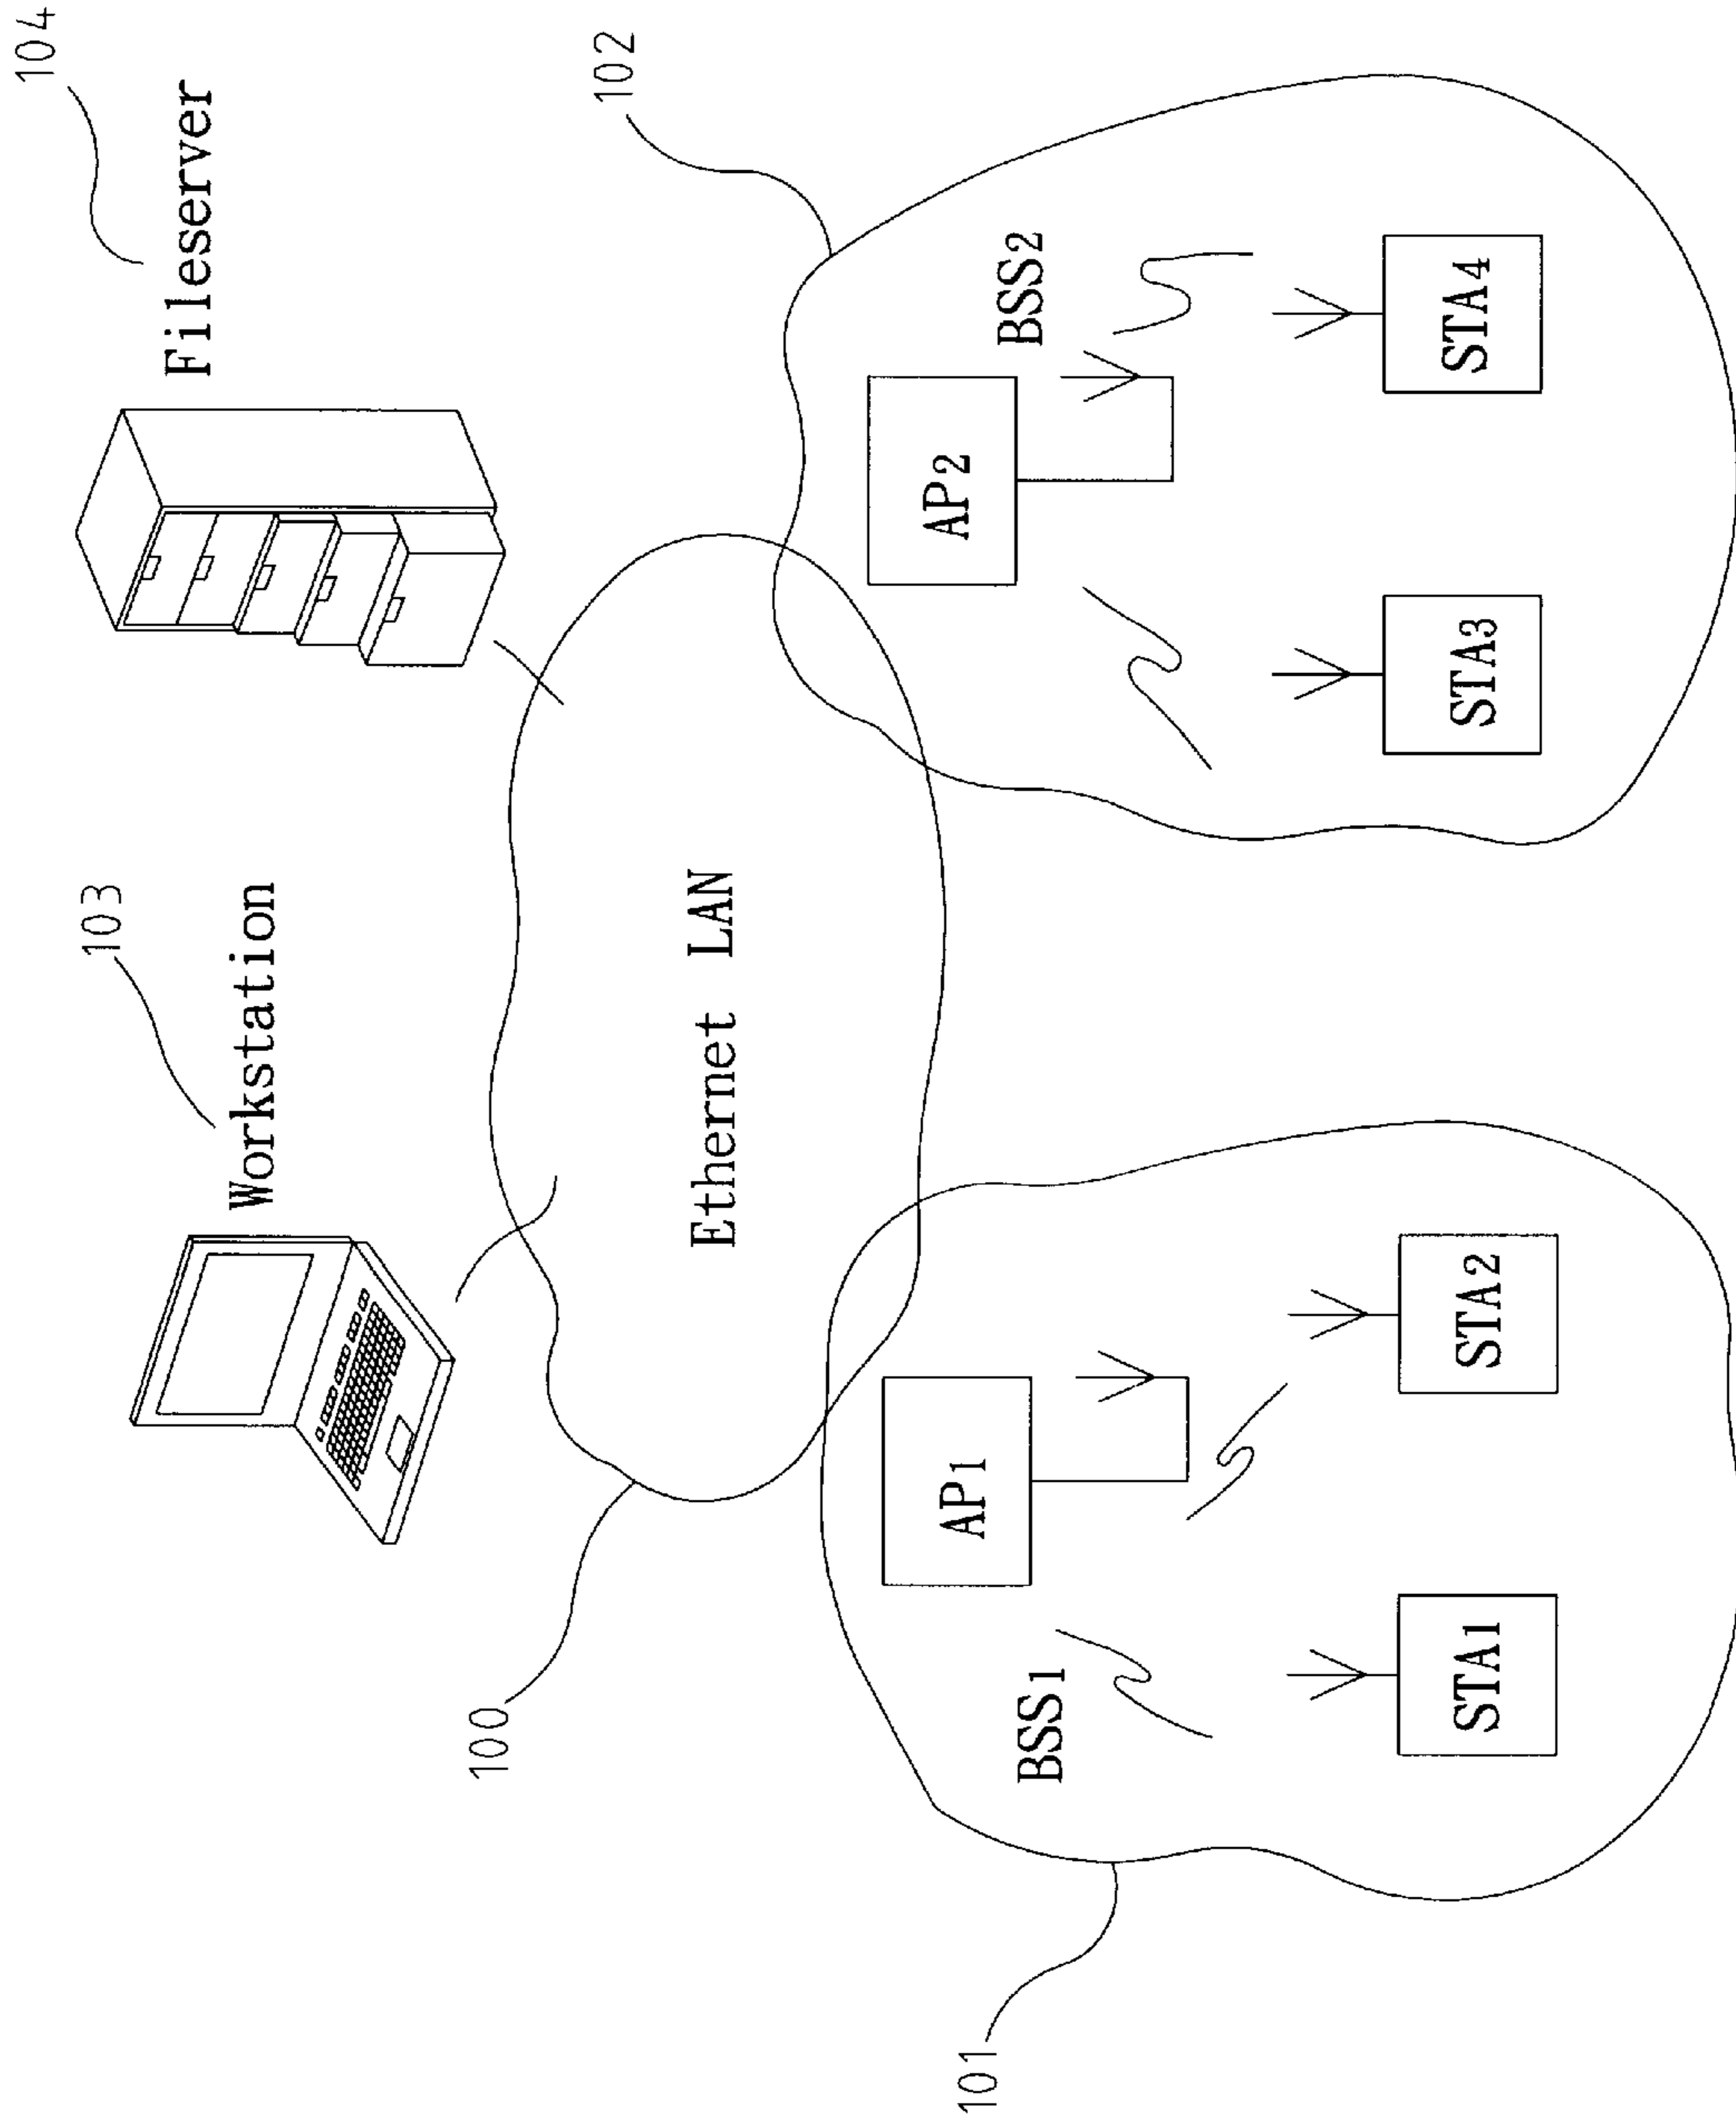 104
Fileserver
103
Workstation
102
100
Ethernet LAN
101
BSS1
AP1
STA1
STA2
BSS2
AP2
STA3
STA4